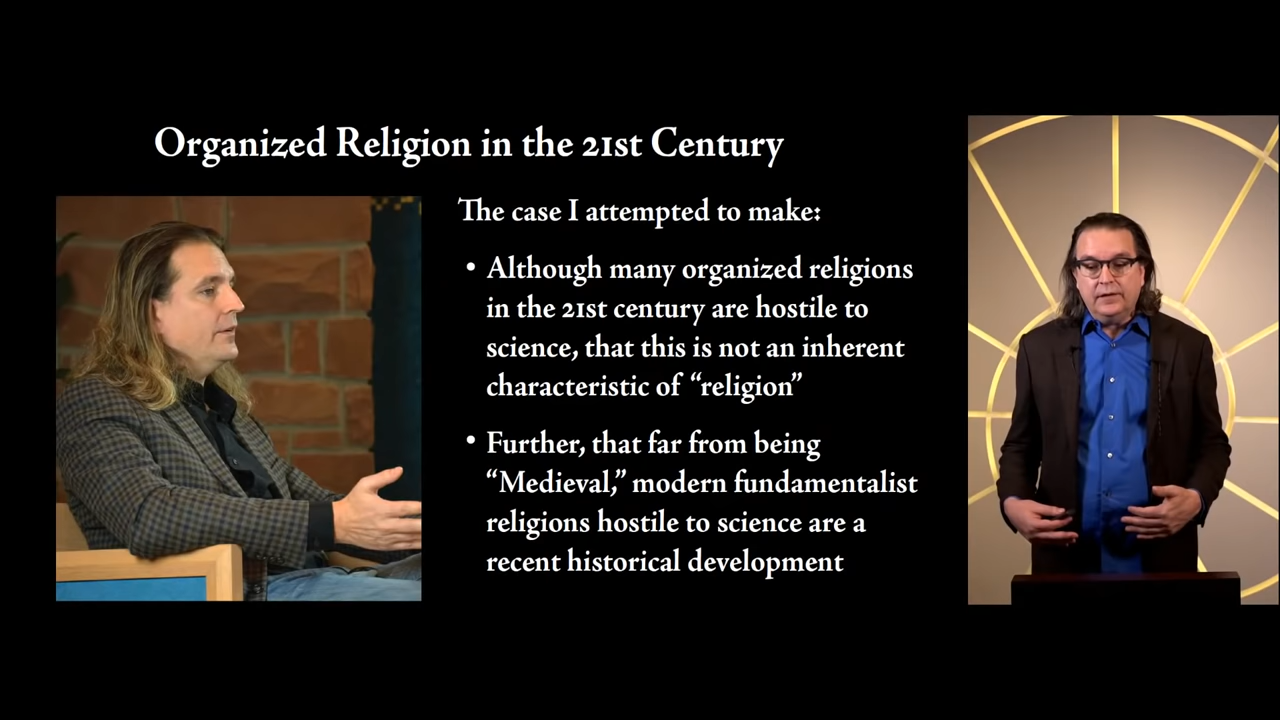 Organized Religion in the 21st Century
The case I attempted to make:
• Although many organized religions
in the 21st century are hostile to
science, that this is not an inherent
characteristic of “religion”
• Further, that far from being
“Medieval,” modern fundamentalist
religions hostile to science are a
recent historical development